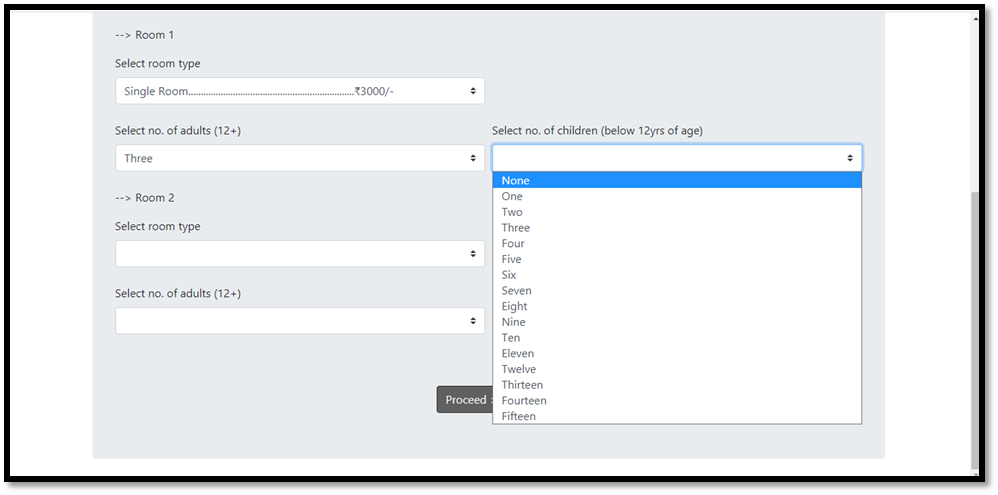 --> Room 1
Select room type
Single Room....................................................................₹3000/-
Select no. of adults (12+)
Select no. of children (below 12yrs of age)
Three
None
One
Two
Three
Four
Five
Six
Seven
Eight
Nine
Ten
Eleven
Twelve
Thirteen
Fourteen
Fifteen
--> Room 2
Select room type
Select no. of adults (12+)
Proceed